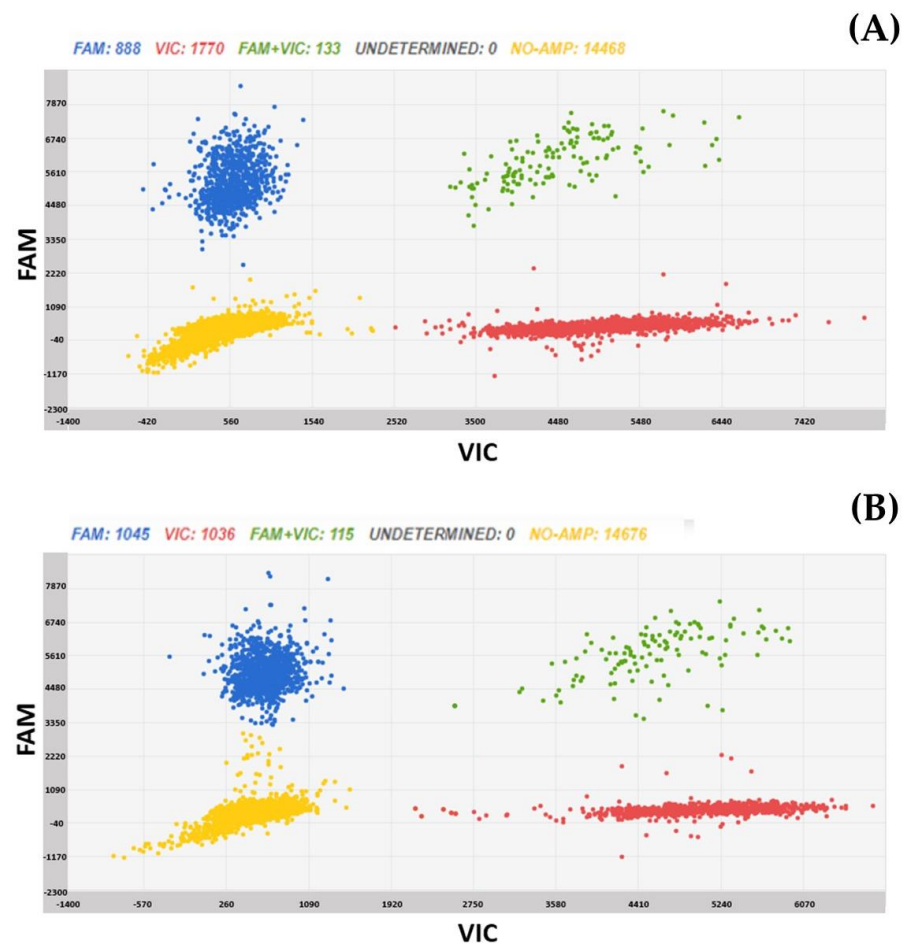 (A)
FAM: 888 VIC: 1770 FAM+VIC: 133 UNDETERMINED: 0 NO-AMP: 14468
7870
6740
5610
4480
3350
2220
1090
-40
-1170
-2300
FAM
-1400 -420 560 1540 2520 3500 4480 5480 6440 7420
VIC
(B)
FAM: 1045 VIC: 1036 FAM+VIC: 115 UNDETERMINED: 0 NO-AMP: 14676
7870
6740
5610
4480
3350
2220
1090
-40
-1170
-2300
FAM
-1400 -570 260 1090 1920 2750 3580 4410 5240 6070
VIC